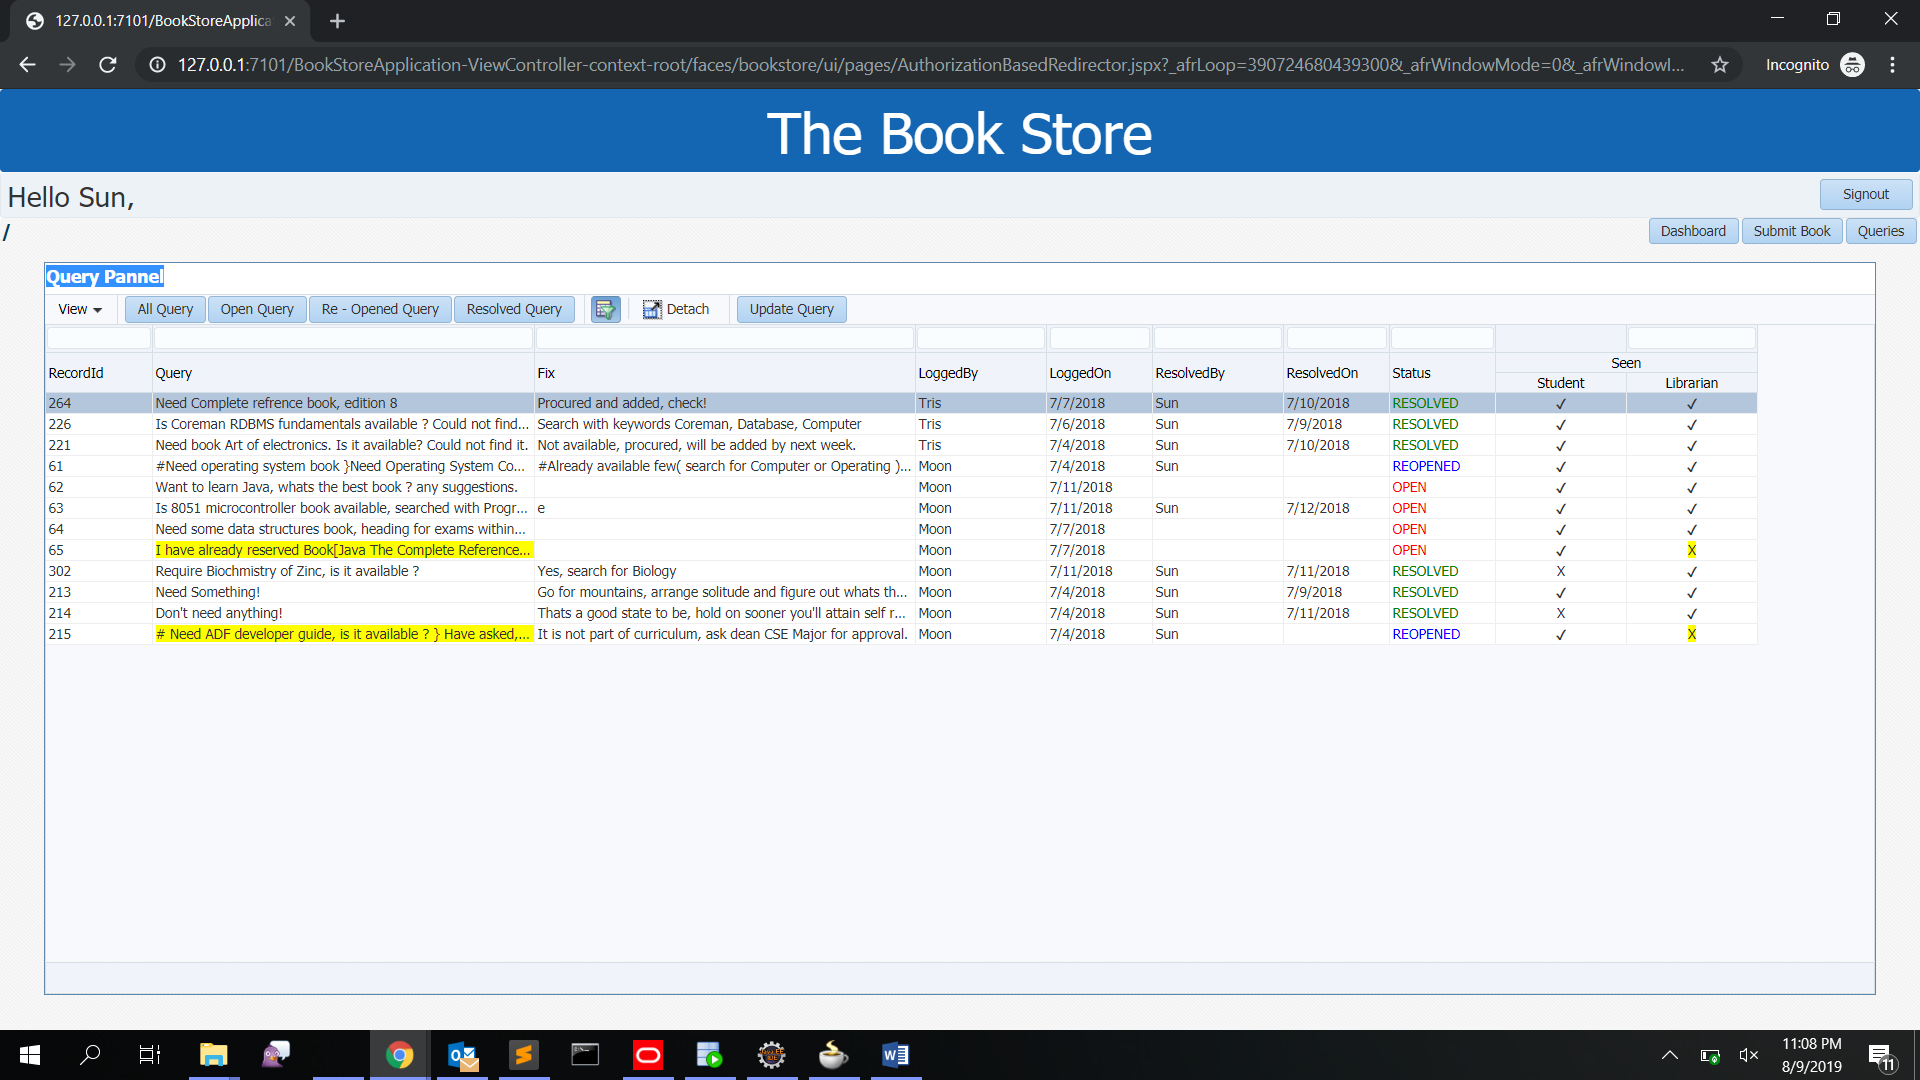 127.0.0.1:7101/BookStoreApplica
127.0.0.1:7101/BookStoreApplication-ViewController-context-root/faces/bookstore/ui/pages/AuthorizationBasedRedirector.jspx?_afrLoop=390724680439300&_afrWindowMode=0&_afrWindowI... Incognito
The Book Store
Hello Sun, Signout
/ Dashboard Submit Book Queries
Query Pannel
View All Query Open Query Re - Opened Query Resolved Query Detach Update Query
RecordId Query Fix LoggedBy LoggedOn ResolvedBy ResolvedOn Status Seen
Student Librarian
264 Need Complete refrence book, edition 8 Procured and added, check! Tris 7/7/2018 Sun 7/10/2018 RESOLVED ✓ ✓
226 Is Coreman RDBMS fundamentals available ? Could not find... Search with keywords Coreman, Database, Computer Tris 7/6/2018 Sun 7/9/2018 RESOLVED ✓ ✓
221 Need book Art of electronics. Is it available? Could not find it. Not available, procured, will be added by next week. Tris 7/4/2018 Sun 7/10/2018 RESOLVED ✓ ✓
61 #Need operating system book }Need Operating System Co... #Already available few( search for Computer or Operating )... Moon 7/4/2018 Sun REOPENED ✓ ✓
62 Want to learn Java, whats the best book ? any suggestions. Moon 7/11/2018 OPEN ✓ ✓
63 Is 8051 microcontroller book available, searched with Progr... e Moon 7/11/2018 Sun 7/12/2018 OPEN ✓ ✓
64 Need some data structures book, heading for exams within... Moon 7/7/2018 OPEN ✓ ✓
65 I have already reserved Book[Java The Complete Reference... Moon 7/7/2018 OPEN ✓ X
302 Require Biochmistry of Zinc, is it available ? Yes, search for Biology Moon 7/11/2018 Sun 7/11/2018 RESOLVED X ✓
213 Need Something! Go for mountains, arrange solitude and figure out whats th... Moon 7/4/2018 Sun 7/9/2018 RESOLVED ✓ ✓
214 Don't need anything! Thats a good state to be, hold on sooner you'll attain self r... Moon 7/4/2018 Sun 7/11/2018 RESOLVED X ✓
215 # Need ADF developer guide, is it available ? } Have asked,... It is not part of curriculum, ask dean CSE Major for approval. Moon 7/4/2018 Sun REOPENED ✓ X
11:08 PM
8/9/2019
11